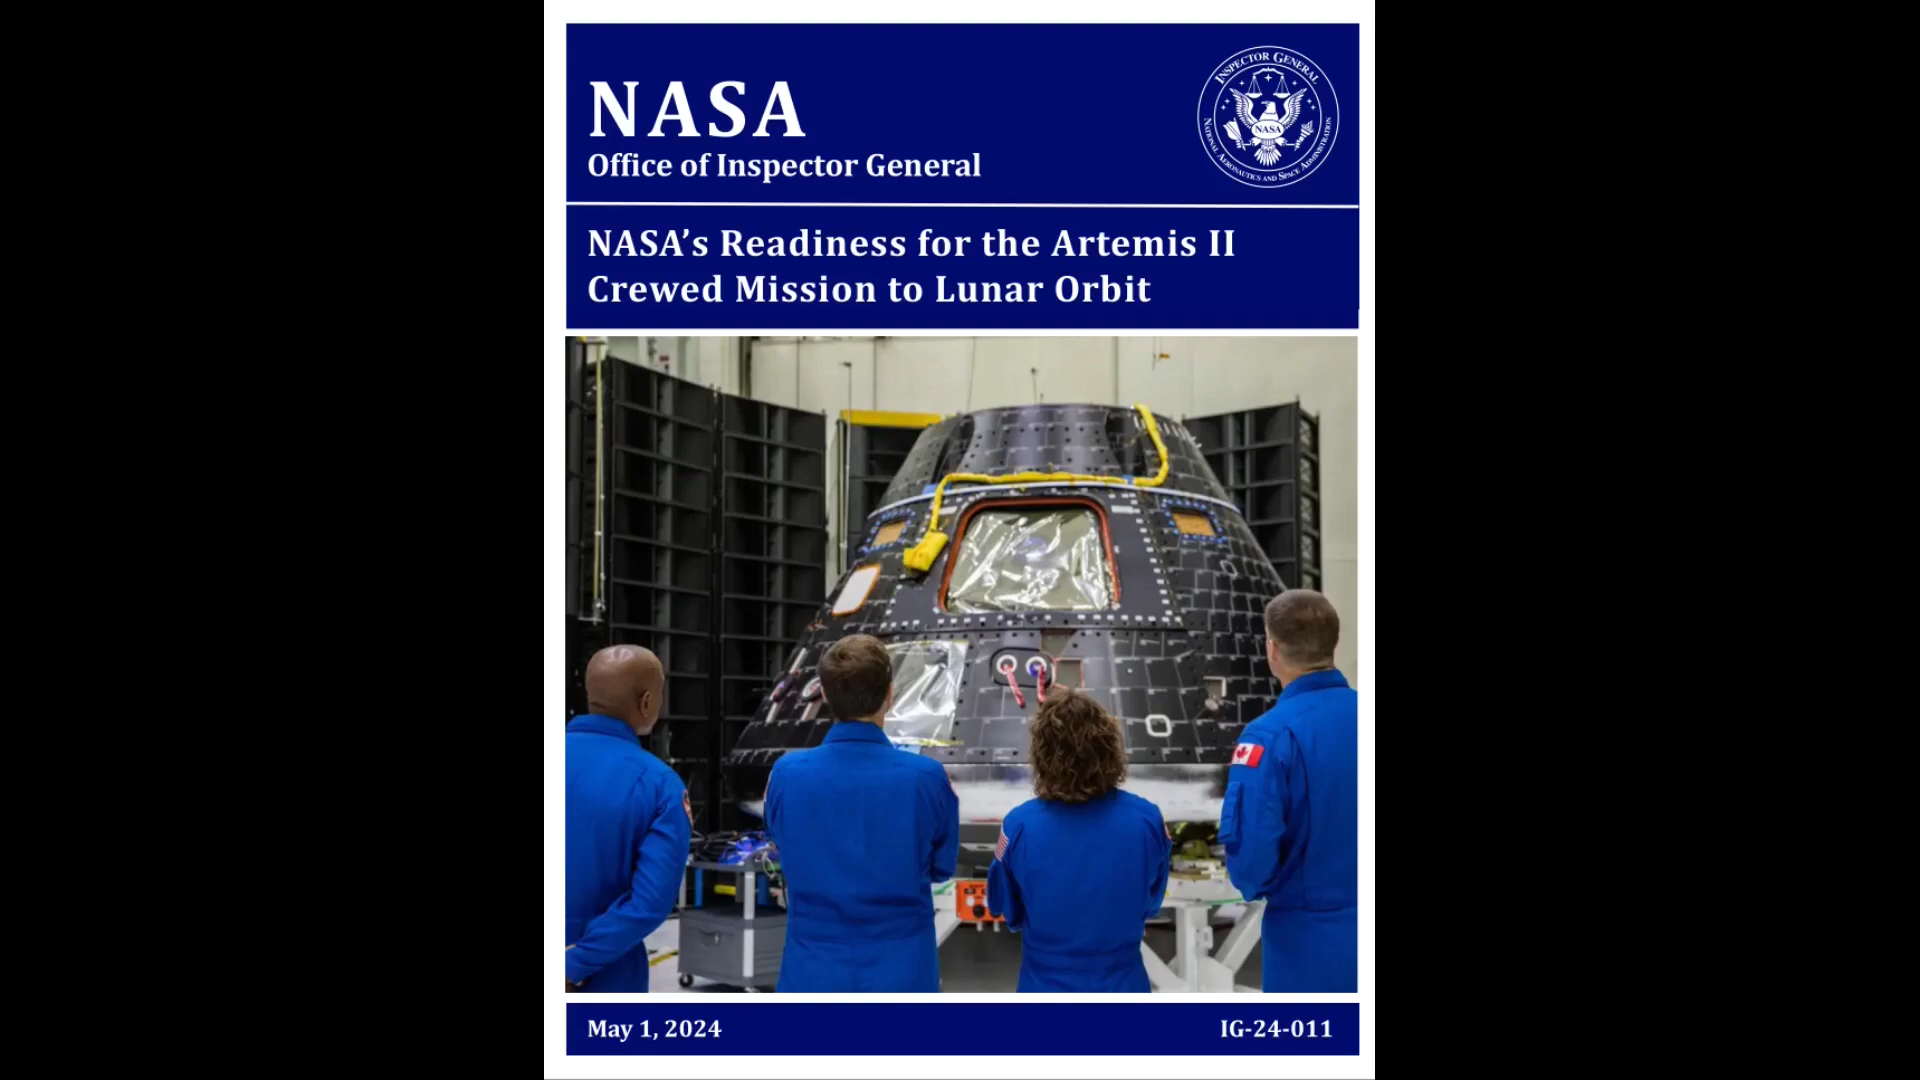 NASA
Office of Inspector General
INSPECTOR GENERAL
NASA
NATIONAL AERONAUTICS AND SPACE ADMINISTRATION
NASA’s Readiness for the Artemis II
Crewed Mission to Lunar Orbit
May 1, 2024
IG-24-011